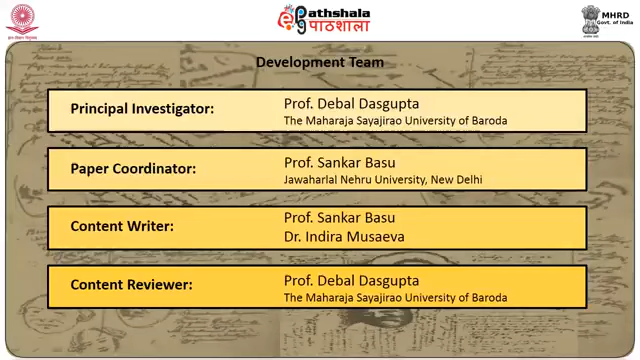 Pathshala
पाठशाला
MHRD
Govt. of India
Development Team
Principal Investigator:
Prof. Debal Dasgupta
The Maharaja Sayajirao University of Baroda
Paper Coordinator:
Prof. Sankar Basu
Jawaharlal Nehru University, New Delhi
Content Writer:
Prof. Sankar Basu
Dr. Indira Musaeva
Content Reviewer:
Prof. Debal Dasgupta
The Maharaja Sayajirao University of Baroda